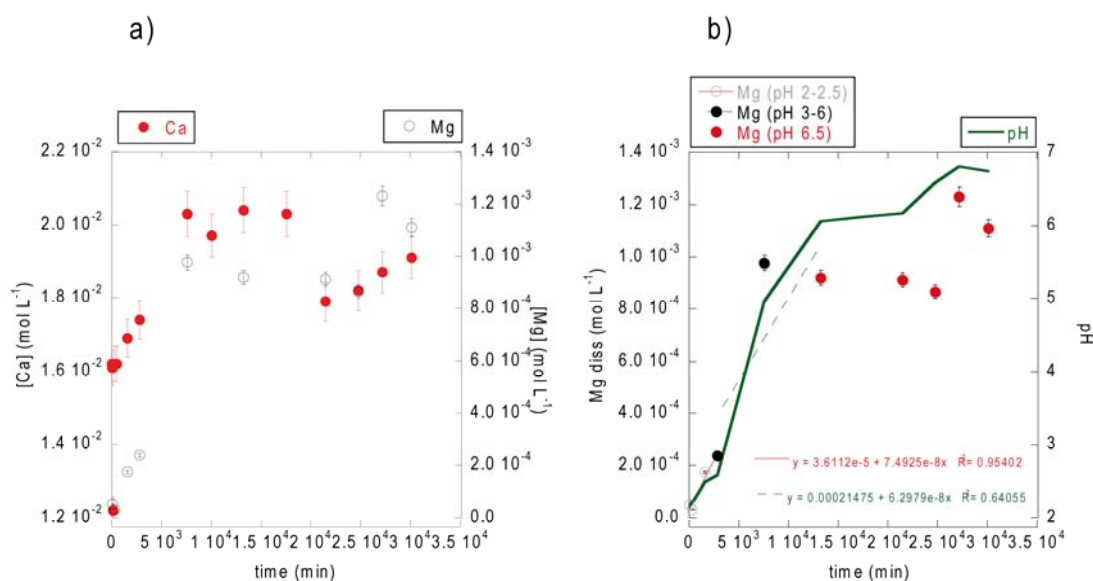 a)
Ca
Mg
2.2 10⁻²
2.0 10⁻²
1.8 10⁻²
1.6 10⁻²
1.4 10⁻²
1.2 10⁻²
[Ca] (mol L⁻¹)
1.4 10⁻³
1.2 10⁻³
1.0 10⁻³
8.0 10⁻⁴
6.0 10⁻⁴
4.0 10⁻⁴
2.0 10⁻⁴
0.0
[Mg] (mol L⁻¹)
0 5 10³ 1 10⁴ 1.5 10⁴ 2 10⁴ 2.5 10⁴ 3 10⁴ 3.5 10⁴
time (min)
b)
Mg (pH 2-2.5)
Mg (pH 3-6)
Mg (pH 6.5)
pH
1.4 10⁻³
1.2 10⁻³
1.0 10⁻³
8.0 10⁻⁴
6.0 10⁻⁴
4.0 10⁻⁴
2.0 10⁻⁴
0.0
Mg diss (mol L⁻¹)
7
6
5
4
3
2
pH
y = 3.6112e-5 + 7.4925e-8x R²= 0.95402
y = 0.00021475 + 6.2979e-8x R²= 0.64055
0 5 10³ 1 10⁴ 1.5 10⁴ 2 10⁴ 2.5 10⁴ 3 10⁴ 3.5 10⁴
time (min)